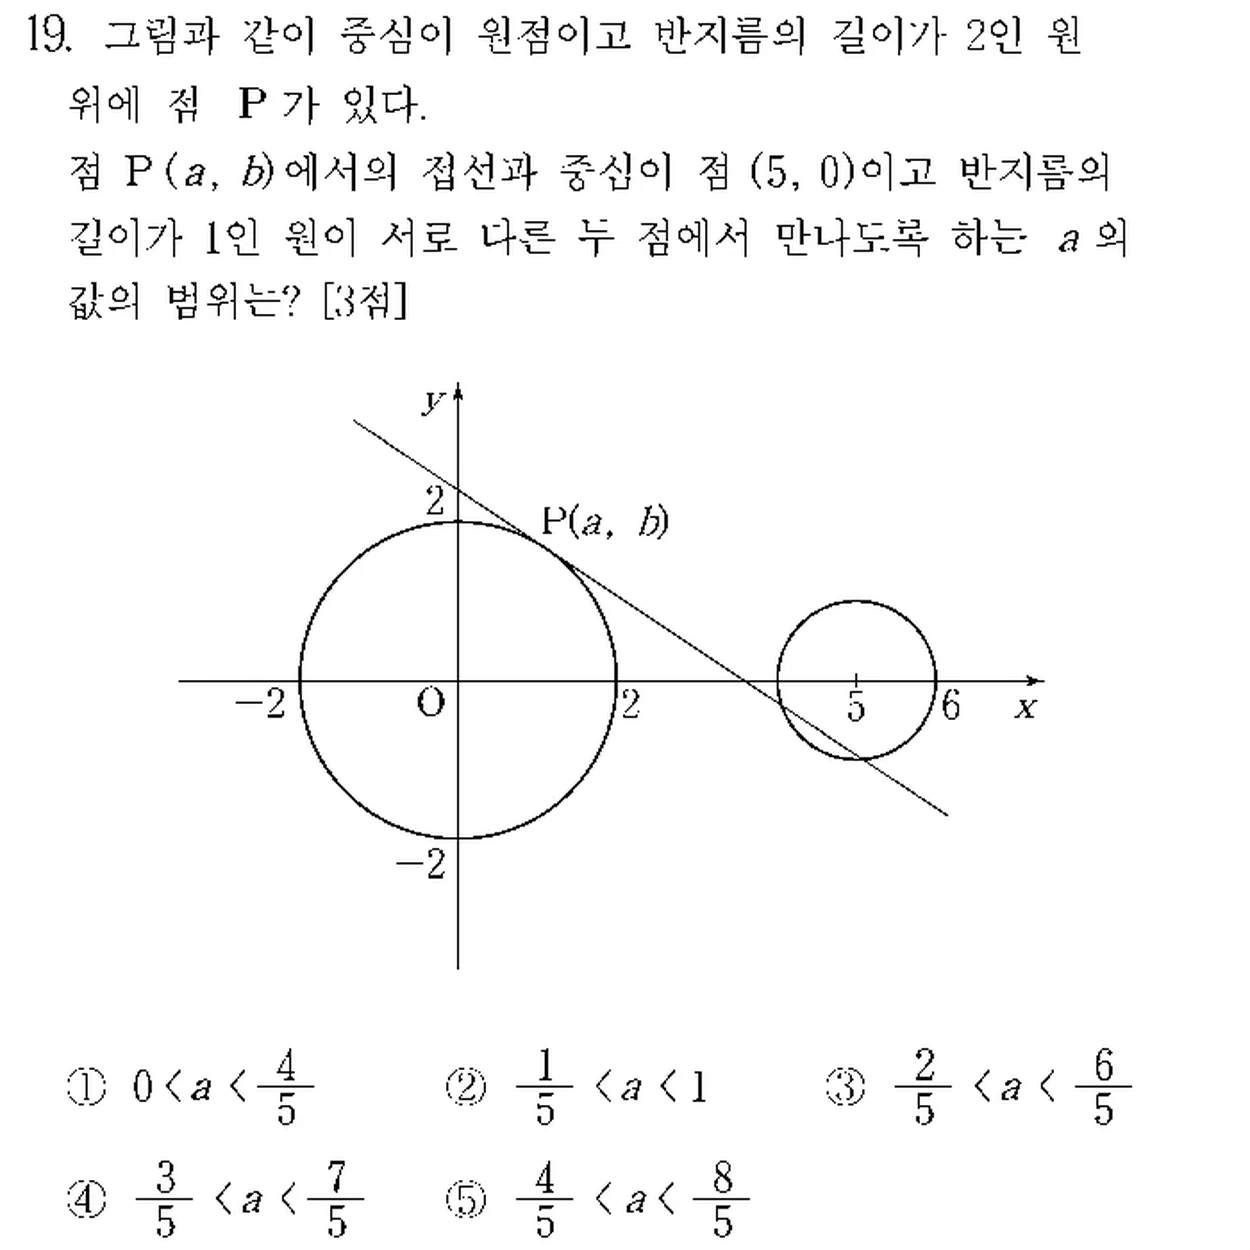 19. 그림과 같이 중심이 원점이고 반지름의 길이가 2인 원
위에 점 P가 있다.
점 P(a, b)에서의 접선과 중심이 점 (5, 0)이고 반지름의
길이가 1인 원이 서로 다른 두 점에서 만나도록 하는 a의
값의 범위는? [3점]
y
2
P(a, b)
-2 O 2 5 6 x
-2
① 0<a<4/5 ② 1/5<a<1 ③ 2/5<a<6/5
④ 3/5<a<7/5 ⑤ 4/5<a<8/5